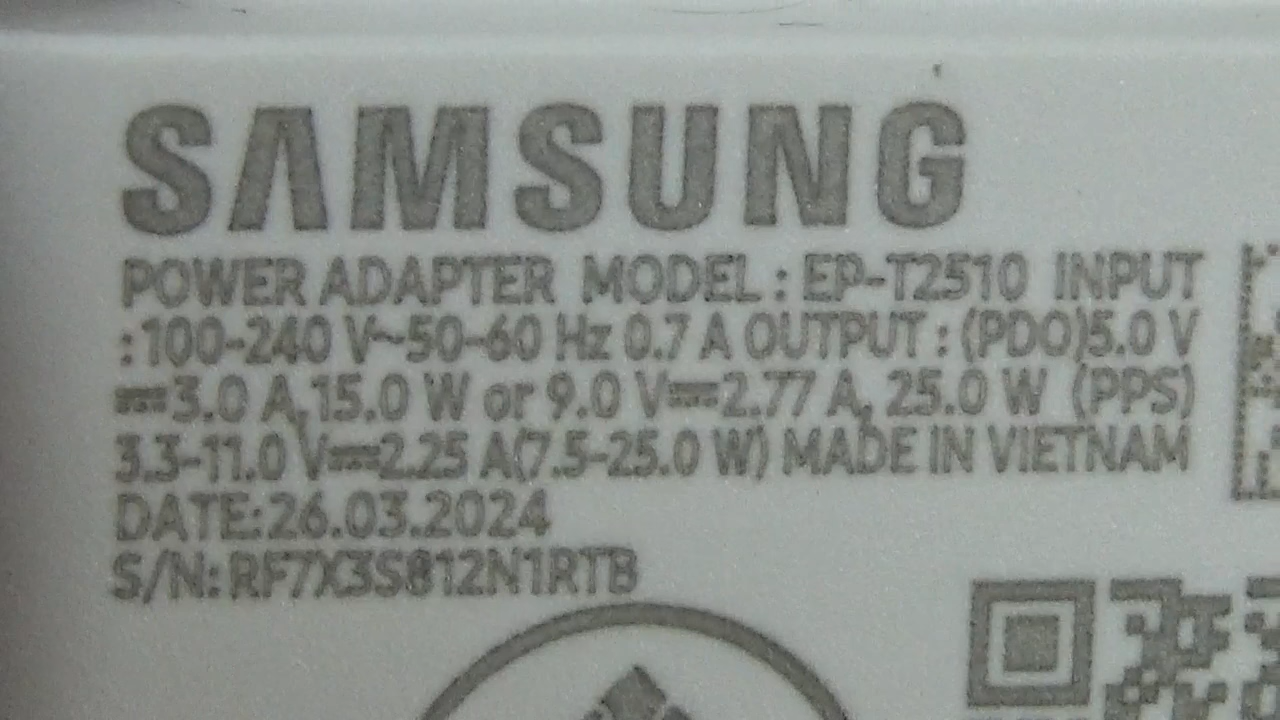 SAMSUNG
POWER ADAPTER MODEL : EP-T2510 INPUT
: 100-240 V~50-60 Hz 0.7 A OUTPUT : (PDO)5.0 V
⎓3.0 A,15.0 W or 9.0 V⎓2.77 A, 25.0 W (PPS)
3.3-11.0 V⎓2.25 A(7.5-25.0 W) MADE IN VIETNAM
DATE:26.03.2024
S/N:RF7X3S812N1RTB